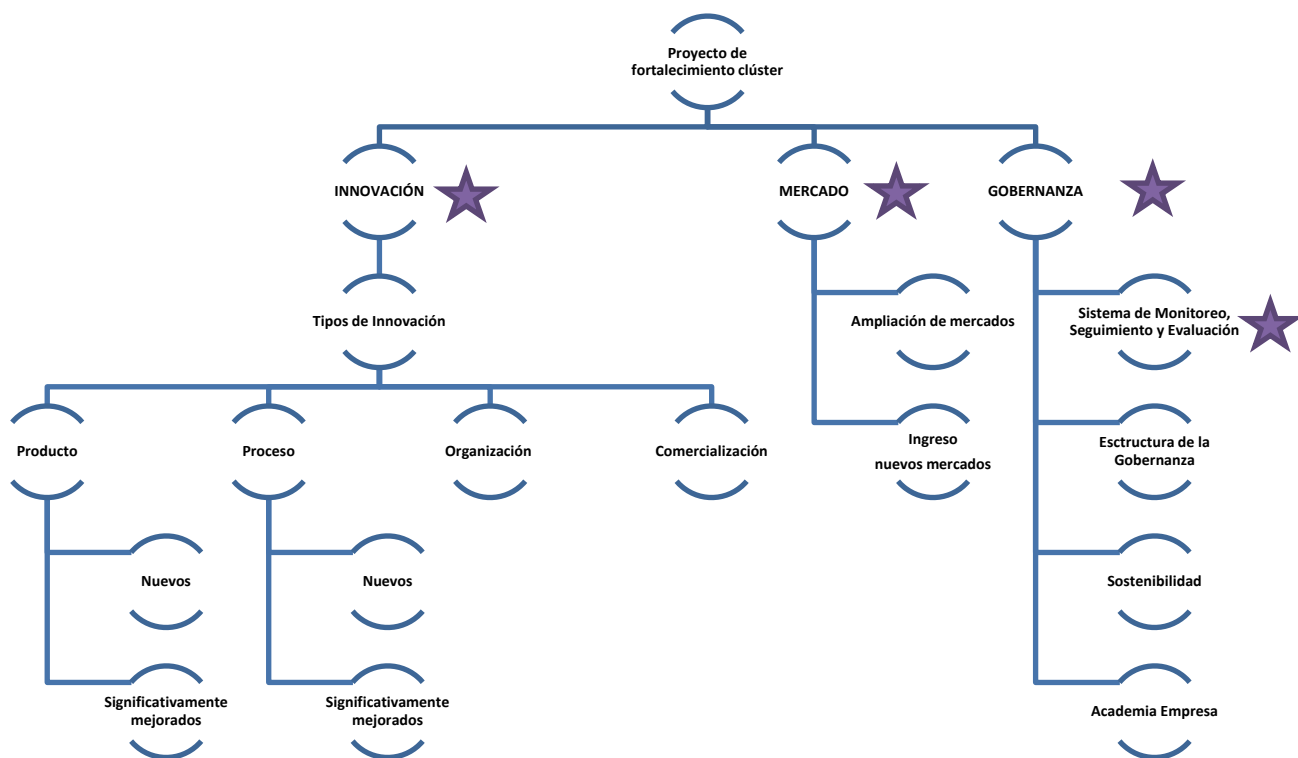 Proyecto de
fortalecimiento clúster
INNOVACIÓN
MERCADO
GOBERNANZA
Tipos de Innovación
Ampliación de mercados
Sistema de Monitoreo,
Seguimiento y Evaluación
Producto
Proceso
Organización
Comercialización
Ingreso
nuevos mercados
Esctructura de la
Gobernanza
Nuevos
Nuevos
Sostenibilidad
Significativamente
mejorados
Significativamente
mejorados
Academia Empresa